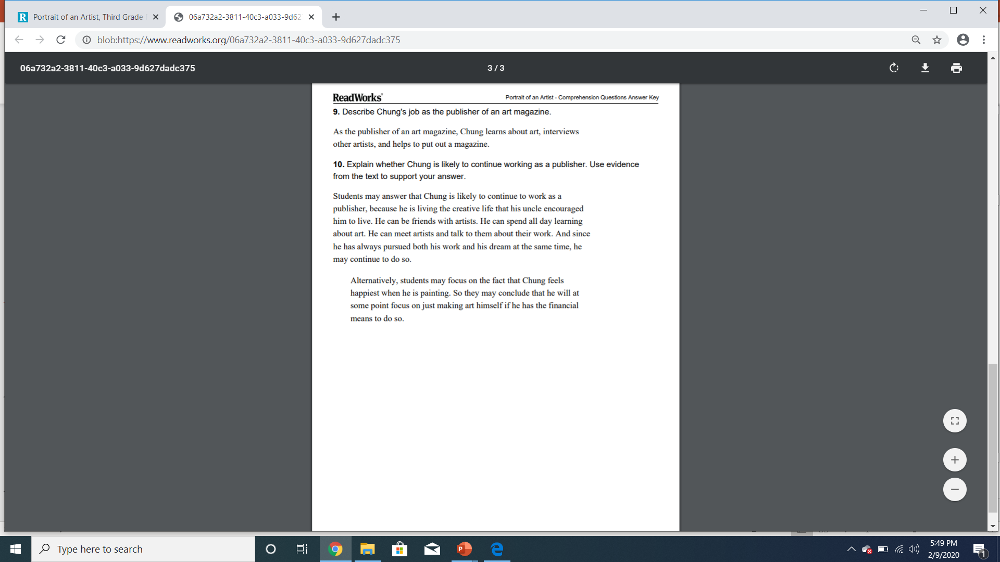 Portrait of an Artist, Third Grade
06a732a2-3811-40c3-a033-9d62
blob:https://www.readworks.org/06a732a2-3811-40c3-a033-9d627dadc375
06a732a2-3811-40c3-a033-9d627dadc375
3 / 3
ReadWorks®
Portrait of an Artist - Comprehension Questions Answer Key
9. Describe Chung's job as the publisher of an art magazine.
As the publisher of an art magazine, Chung learns about art, interviews
other artists, and helps to put out a magazine.
10. Explain whether Chung is likely to continue working as a publisher. Use evidence
from the text to support your answer.
Students may answer that Chung is likely to continue to work as a
publisher, because he is living the creative life that his uncle encouraged
him to live. He can be friends with artists. He can spend all day learning
about art. He can meet artists and talk to them about their work. And since
he has always pursued both his work and his dream at the same time, he
may continue to do so.
Alternatively, students may focus on the fact that Chung feels
happiest when he is painting. So they may conclude that he will at
some point focus on just making art himself if he has the financial
means to do so.
Type here to search
5:49 PM
2/9/2020
1